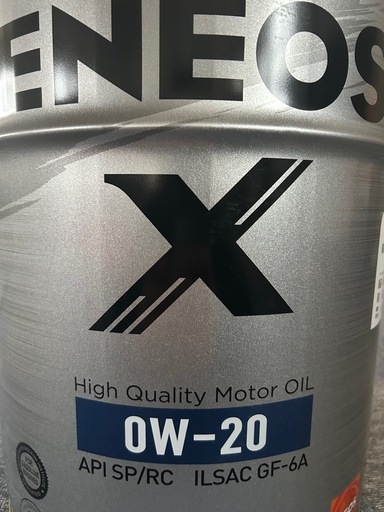 ENEOS
X
High Quality Motor OIL
0W-20
API SP/RC ILSAC GF-6A